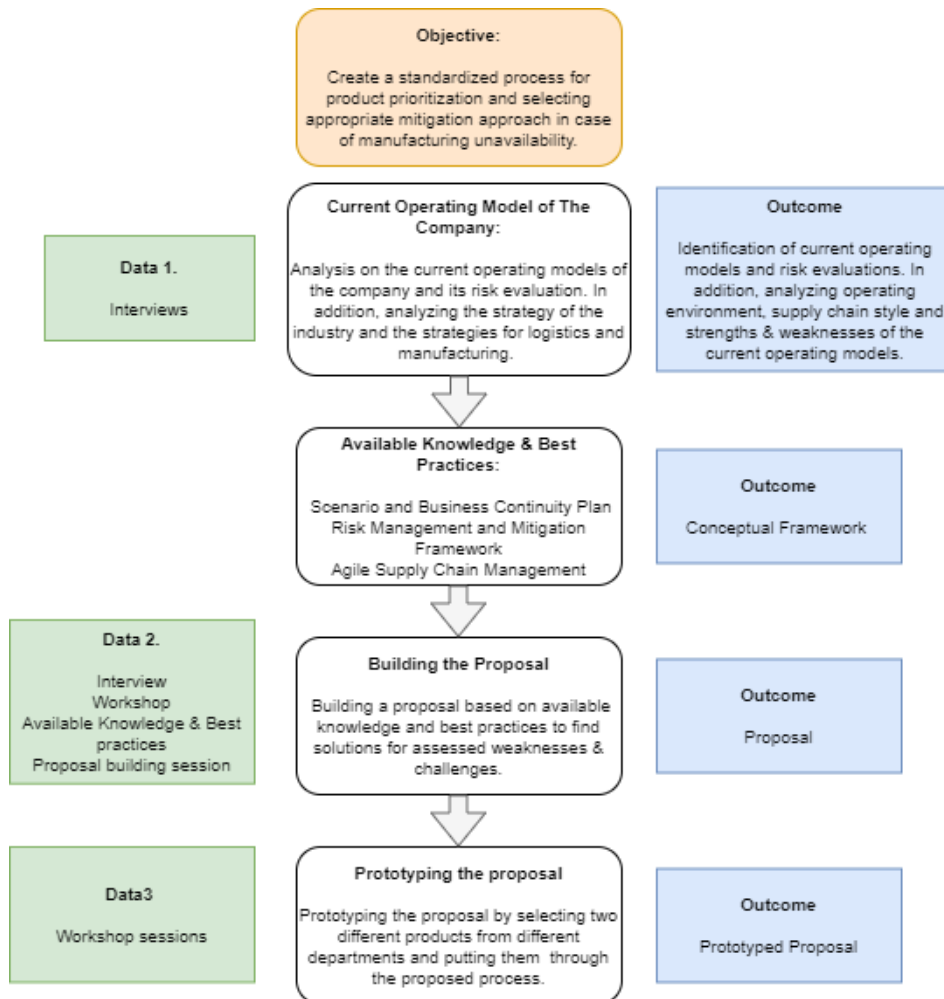 Objective:
Create a standardized process for
product prioritization and selecting
appropriate mitigation approach in case
of manufacturing unavailability.
Data 1.
Interviews
Current Operating Model of The
Company:
Analysis on the current operating models of
the company and its risk evaluation. In
addition, analyzing the strategy of the
industry and the strategies for logistics and
manufacturing.
Outcome
Identification of current operating
models and risk evaluations. In
addition, analyzing operating
environment, supply chain style and
strengths & weaknesses of the
current operating models.
Available Knowledge & Best
Practices:
Scenario and Business Continuity Plan
Risk Management and Mitigation
Framework
Agile Supply Chain Management
Outcome
Conceptual Framework
Data 2.
Interview
Workshop
Available Knowledge & Best
practices
Proposal building session
Building the Proposal
Building a proposal based on available
knowledge and best practices to find
solutions for assessed weaknesses &
challenges.
Outcome
Proposal
Data3
Workshop sessions
Prototyping the proposal
Prototyping the proposal by selecting two
different products from different
departments and putting them through
the proposed process.
Outcome
Prototyped Proposal